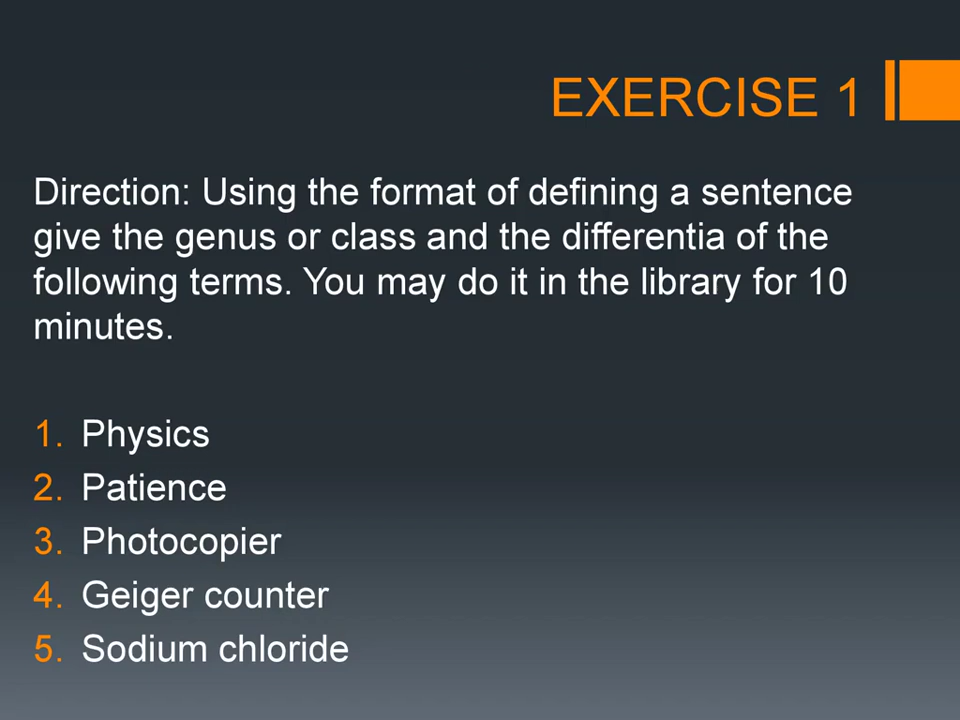 EXERCISE 1
Direction: Using the format of defining a sentence
give the genus or class and the differentia of the
following terms. You may do it in the library for 10
minutes.
1. Physics
2. Patience
3. Photocopier
4. Geiger counter
5. Sodium chloride